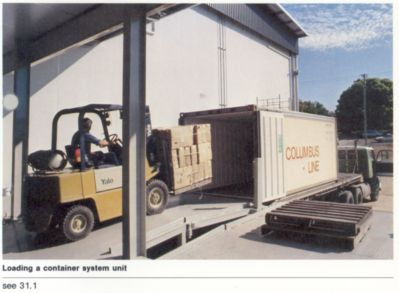 Yale
COLUMBUS
LINE
Loading a container system unit
see 31.1